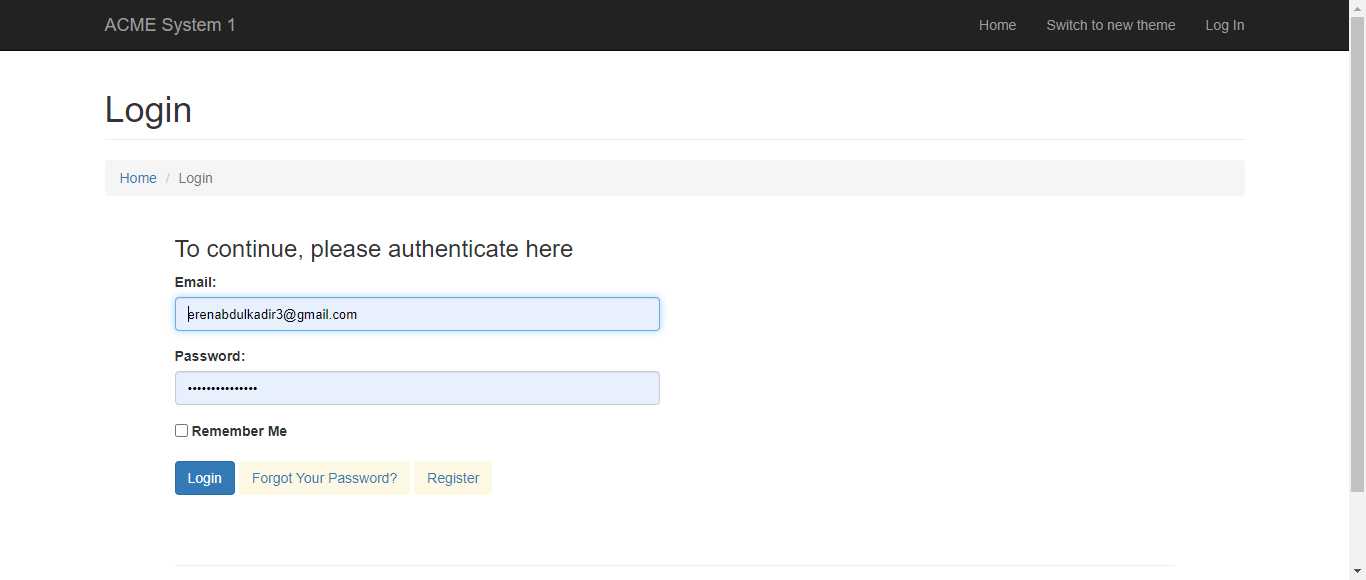 ACME System 1 Home Switch to new theme Log In
Login
Home / Login
To continue, please authenticate here
Email:
erenabdulkadir3@gmail.com
Password:
•••••••••••••••
Remember Me
Login Forgot Your Password? Register